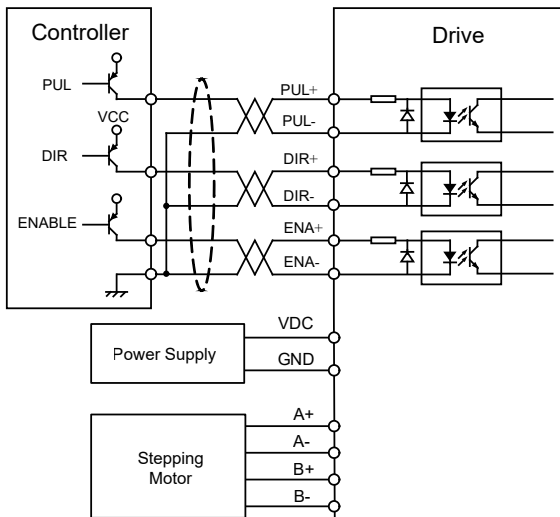 Controller
Drive
PUL
PUL+
VCC
PUL-
DIR
DIR+
DIR-
ENABLE
ENA+
ENA-
VDC
Power Supply
GND
A+
A-
Stepping
Motor
B+
B-